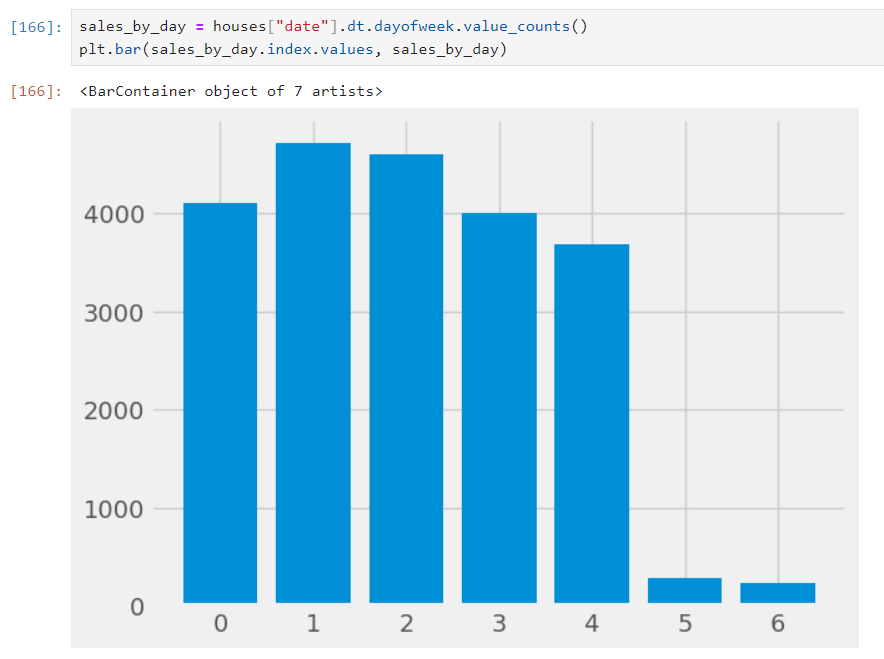 [166]: sales_by_day = houses["date"].dt.dayofweek.value_counts()
plt.bar(sales_by_day.index.values, sales_by_day)
[166]: <BarContainer object of 7 artists>
4000
3000
2000
1000
0
0 1 2 3 4 5 6